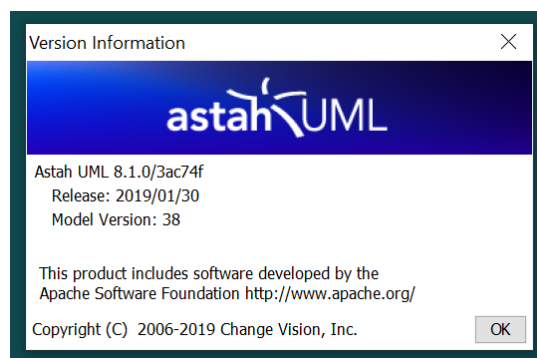 Version Information
astah UML
Astah UML 8.1.0/3ac74f
Release: 2019/01/30
Model Version: 38
This product includes software developed by the
Apache Software Foundation http://www.apache.org/
Copyright (C)  2006-2019 Change Vision, Inc.
OK